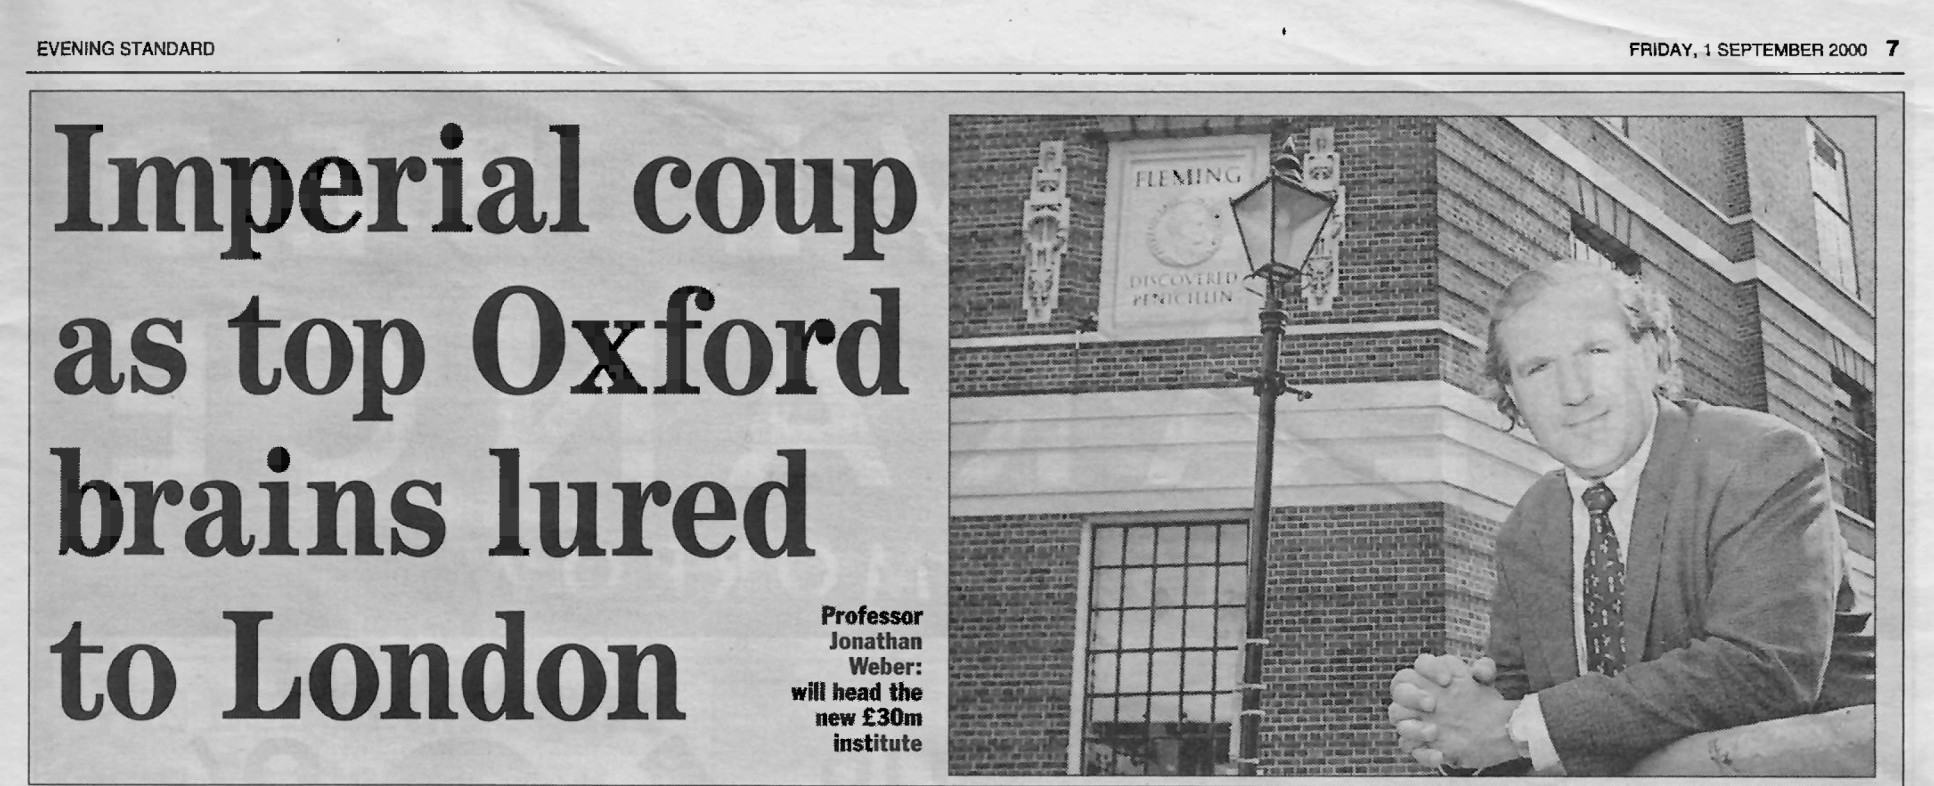 EVENING STANDARD
FRIDAY, 1 SEPTEMBER 2000 7
Imperial coup
as top Oxford
brains lured
to London
Professor
Jonathan
Weber:
will head the
new £30m
institute
FLEMING
DISCOVERED
PENICILLIN